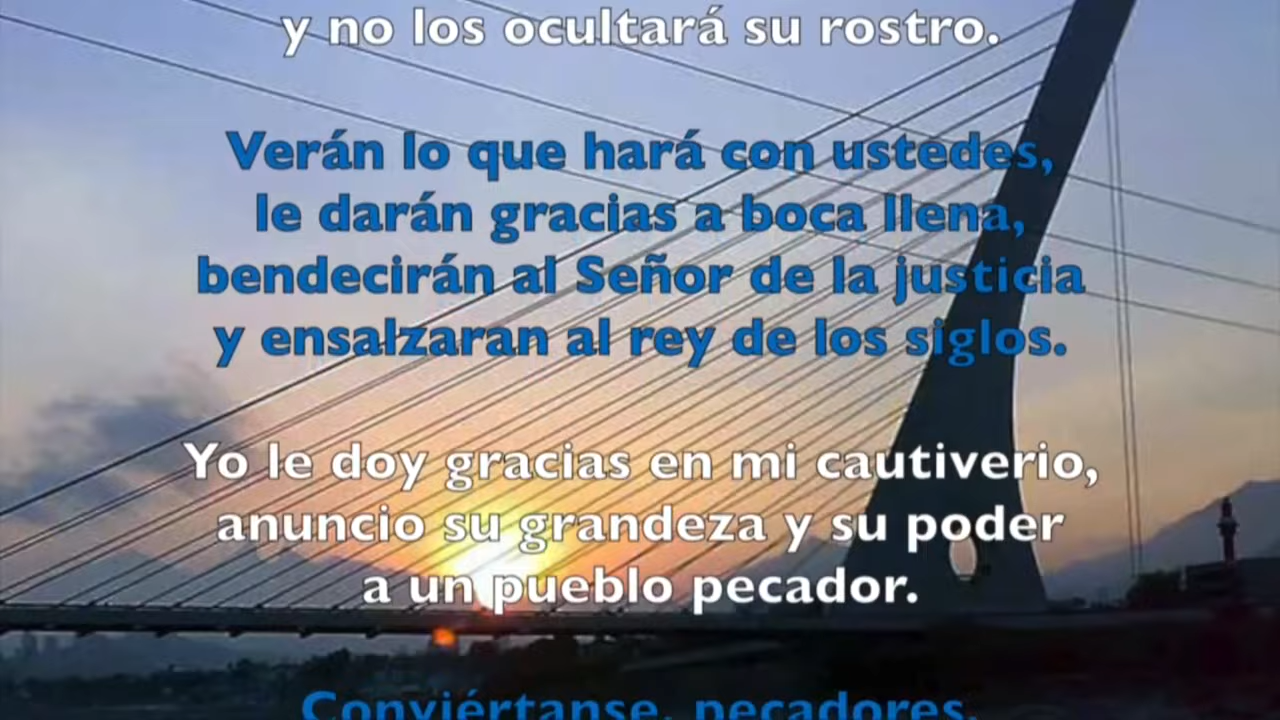 y no los ocultará su rostro.
Verán lo que hará con ustedes,
le darán gracias a boca llena,
bendecirán al Señor de la justicia
y ensalzaran al rey de los siglos.
Yo le doy gracias en mi cautiverio,
anuncio su grandeza y su poder
a un pueblo pecador.
Conviértanse, pecadores,